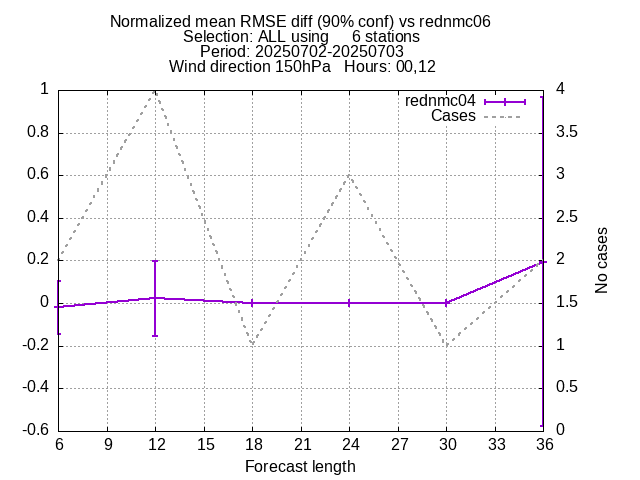 Normalized mean RMSE diff (90% conf) vs rednmc06
Selection: ALL using     6 stations
Period: 20250702-20250703
Wind direction 150hPa   Hours: 00,12
rednmc04
Cases
1
0.8
0.6
0.4
0.2
0
-0.2
-0.4
-0.6
4
3.5
3
2.5
2
1.5
1
0.5
0
No cases
6 9 12 15 18 21 24 27 30 33 36
Forecast length